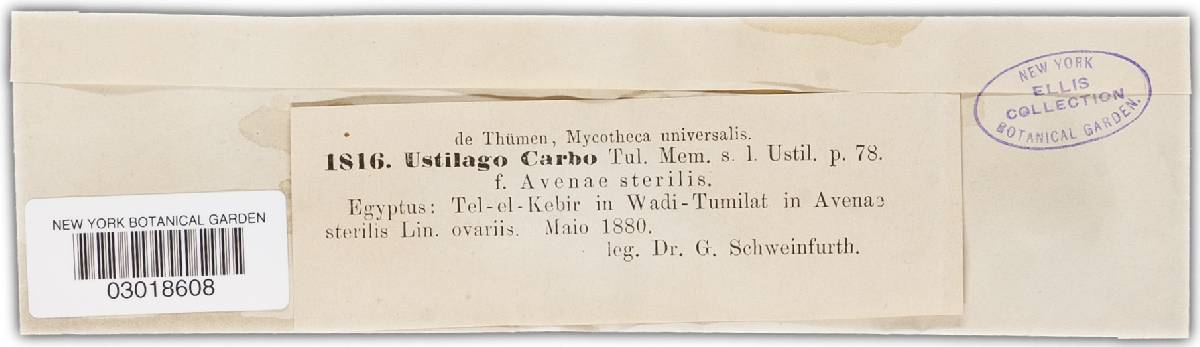 NEW YORK
ELLIS
COLLECTION
BOTANICAL GARDEN.
de Thümen, Mycotheca universalis.
1816. Ustilago Carbo Tul. Mem. s. l. Ustil. p. 78.
f. Avenae sterilis.
Egyptus: Tel-el-Kebir in Wadi-Tumilat in Avenae
sterilis Lin. ovariis. Maio 1880.
leg. Dr. G. Schweinfurth.
NEW YORK BOTANICAL GARDEN
03018608